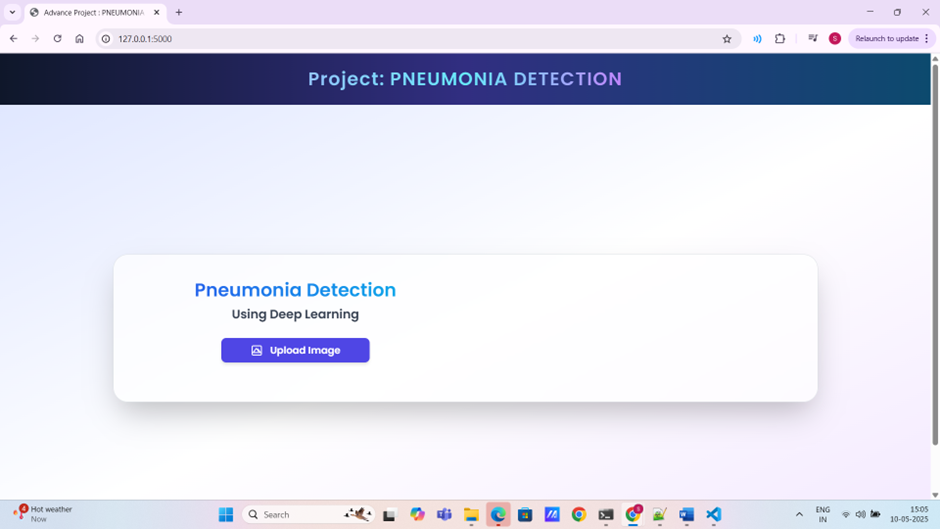 Advance Project : PNEUMONIA
127.0.0.1:5000
S
Relaunch to update
Project: PNEUMONIA DETECTION
Pneumonia Detection
Using Deep Learning
Upload Image
4
Hot weather
Now
Search
ENG
IN
15:05
10-05-2025